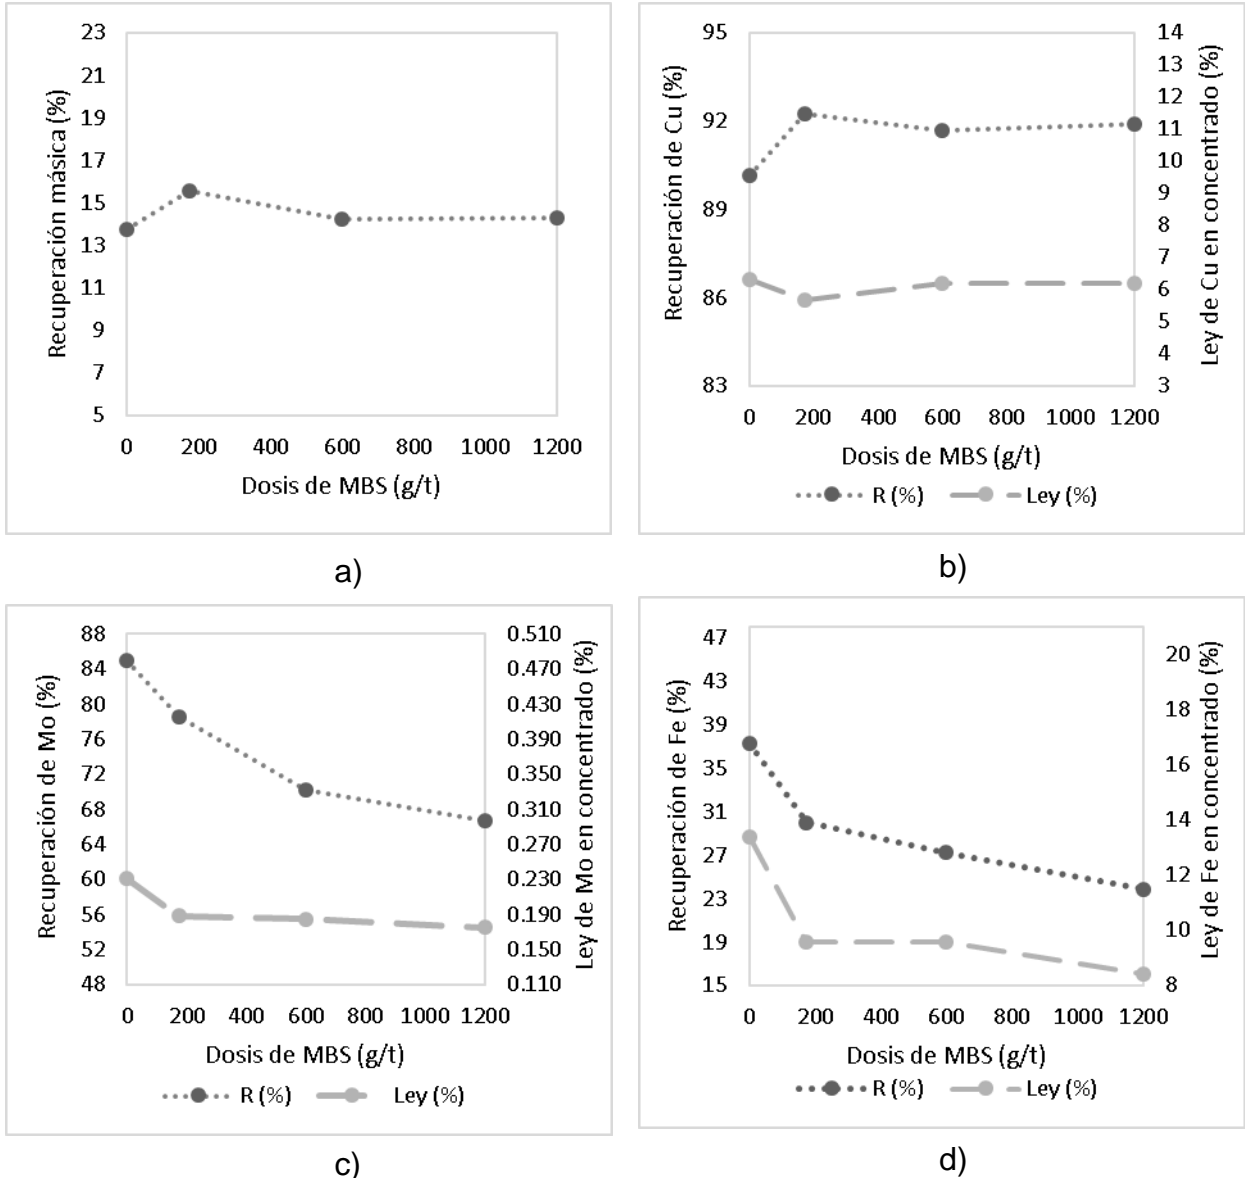 Recuperación másica (%)
23
21
19
17
15
13
11
9
7
5
0 200 400 600 800 1000 1200
Dosis de MBS (g/t)
a)
Recuperación de Cu (%)
95
92
89
86
83
14
13
12
11
10
9
8
7
6
5
4
3
Ley de Cu en concentrado (%)
0 200 400 600 800 1000 1200
Dosis de MBS (g/t)
R (%) Ley (%)
b)
Recuperación de Mo (%)
88
84
80
76
72
68
64
60
56
52
48
0.510
0.470
0.430
0.390
0.350
0.310
0.270
0.230
0.190
0.150
0.110
Ley de Mo en concentrado (%)
0 200 400 600 800 1000 1200
Dosis de MBS (g/t)
R (%) Ley (%)
c)
Recuperación de Fe (%)
47
43
39
35
31
27
23
19
15
20
18
16
14
12
10
8
Ley de Fe en concentrado (%)
0 200 400 600 800 1000 1200
Dosis de MBS (g/t)
R (%) Ley (%)
d)